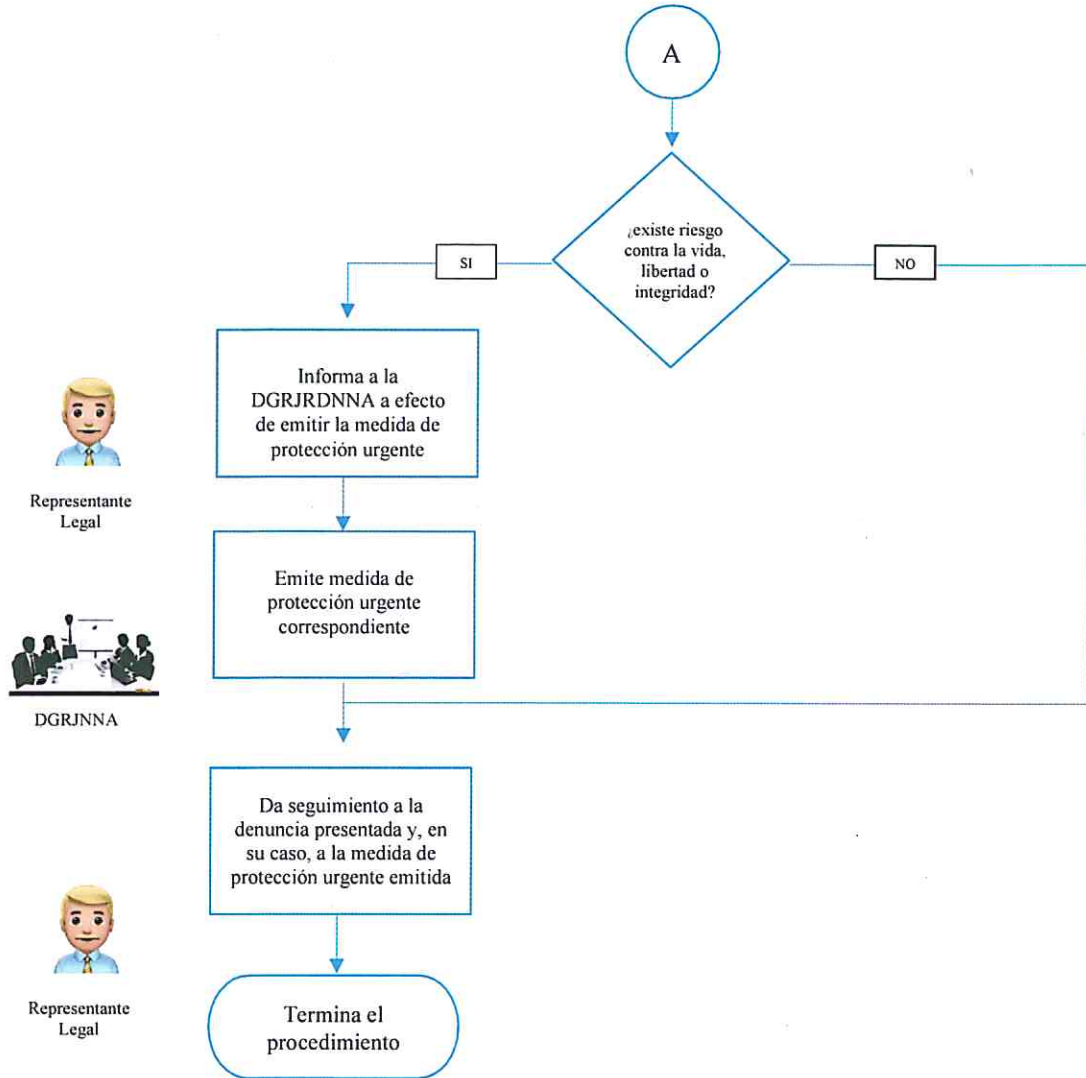 A
¿existe riesgo
contra la vida,
libertad o
integridad?
SI
NO
Informa a la
DGRJRDNNA a efecto
de emitir la medida de
protección urgente
Representante
Legal
Emite medida de
protección urgente
correspondiente
DGRJNNA
Da seguimiento a la
denuncia presentada y, en
su caso, a la medida de
protección urgente emitida
Representante
Legal
Termina el
procedimiento